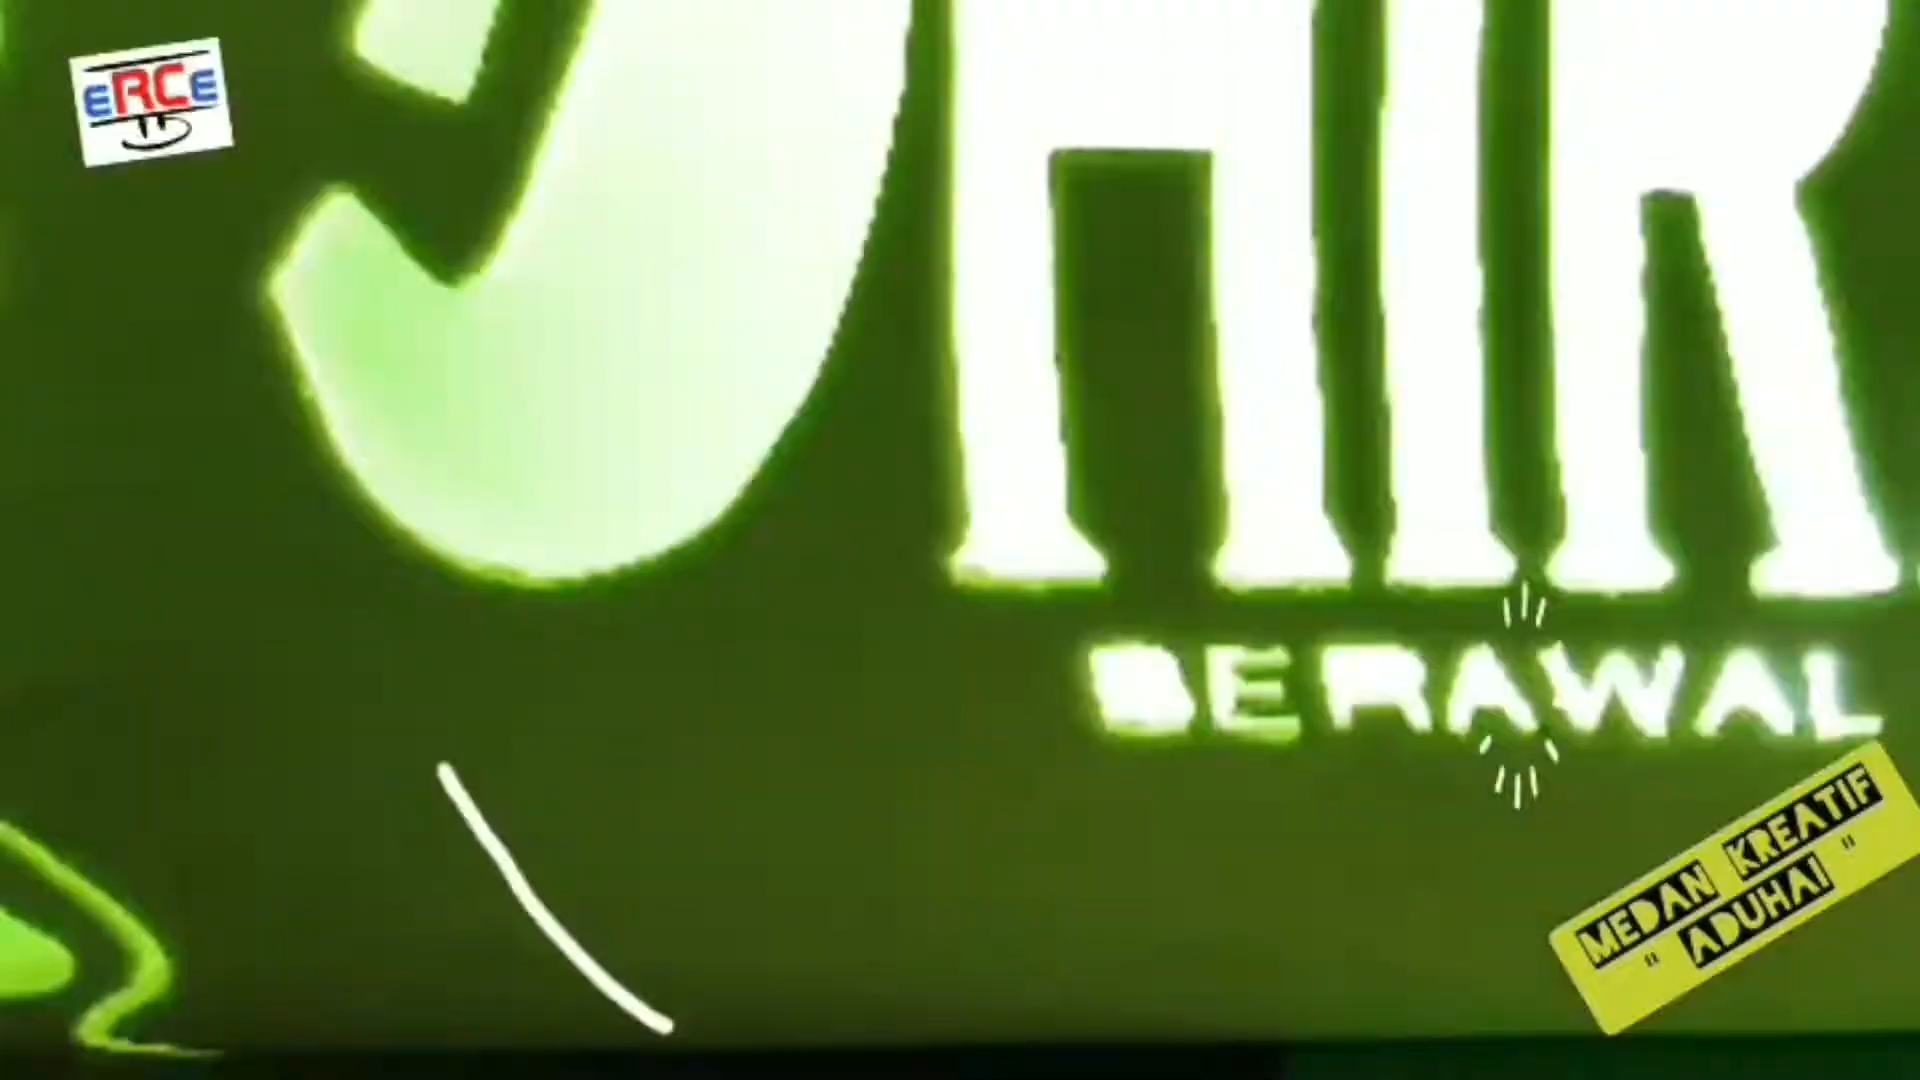 eRCe
BERAWAL
MEDAN KREATIF
" ADUHAI "